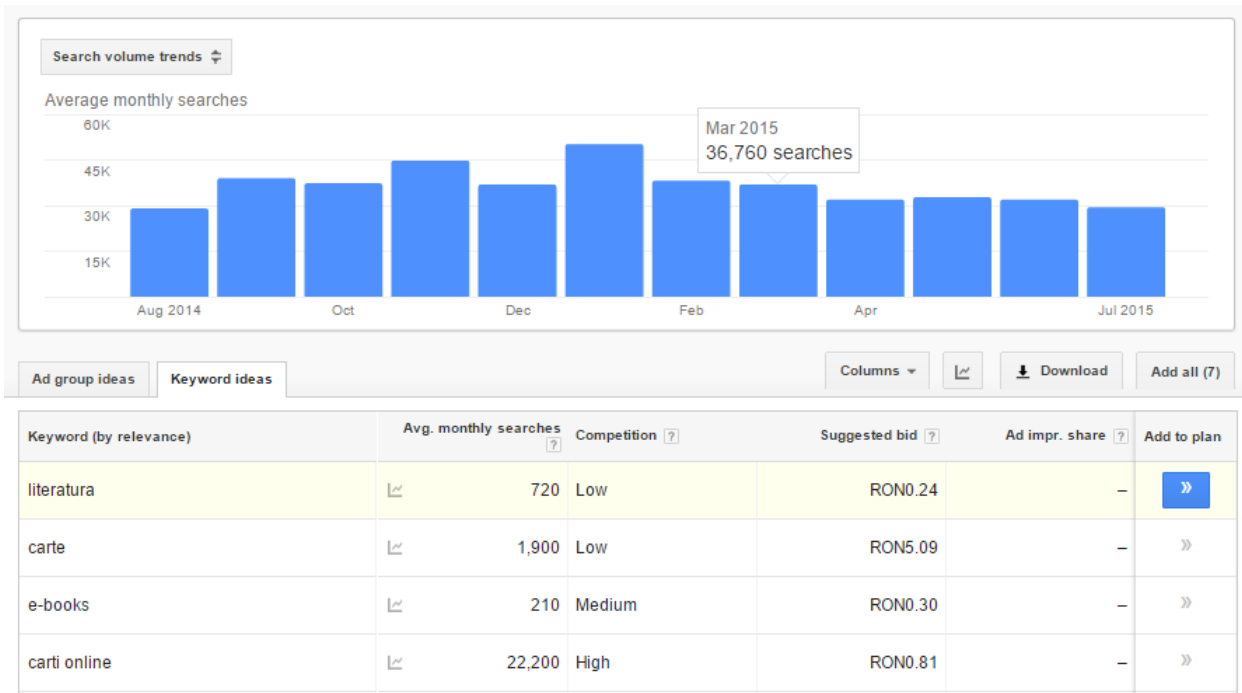 Search volume trends
Average monthly searches
60K
45K
30K
15K
Mar 2015
36,760 searches
Aug 2014 Oct Dec Feb Apr Jul 2015
Ad group ideas Keyword ideas Columns Download Add all (7)
Keyword (by relevance) Avg. monthly searches ? Competition ? Suggested bid ? Ad impr. share ? Add to plan
literatura 720 Low RON0.24 – »
carte 1,900 Low RON5.09 – »
e-books 210 Medium RON0.30 – »
carti online 22,200 High RON0.81 – »